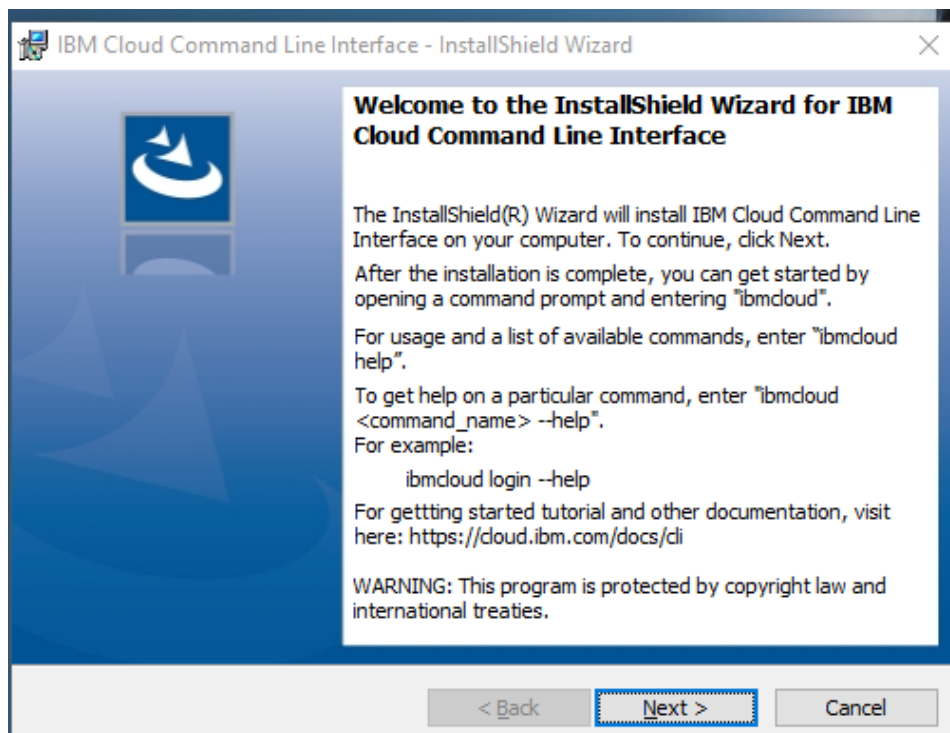 IBM Cloud Command Line Interface - InstallShield Wizard
Welcome to the InstallShield Wizard for IBM
Cloud Command Line Interface
The InstallShield(R) Wizard will install IBM Cloud Command Line
Interface on your computer. To continue, click Next.
After the installation is complete, you can get started by
opening a command prompt and entering "ibmcloud".
For usage and a list of available commands, enter “ibmcloud
help”.
To get help on a particular command, enter "ibmcloud
<command_name> --help".
For example:
ibmcloud login --help
For gettting started tutorial and other documentation, visit
here: https://cloud.ibm.com/docs/cli
WARNING: This program is protected by copyright law and
international treaties.
< Back
Next >
Cancel